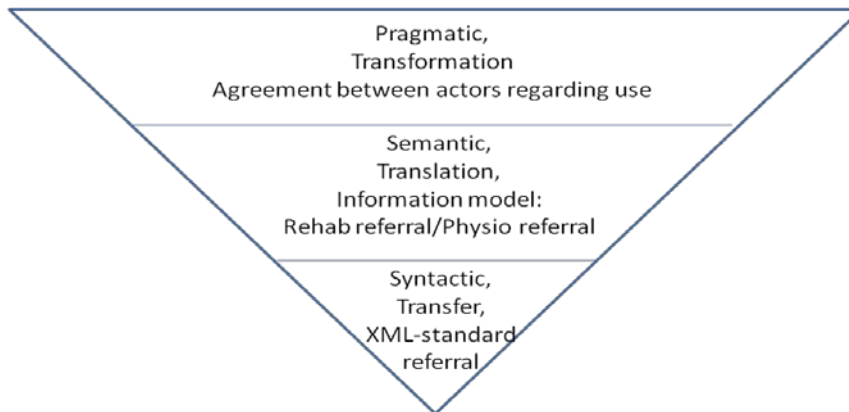 Pragmatic,
Transformation
Agreement between actors regarding use
Semantic,
Translation,
Information model:
Rehab referral/Physio referral
Syntactic,
Transfer,
XML-standard
referral